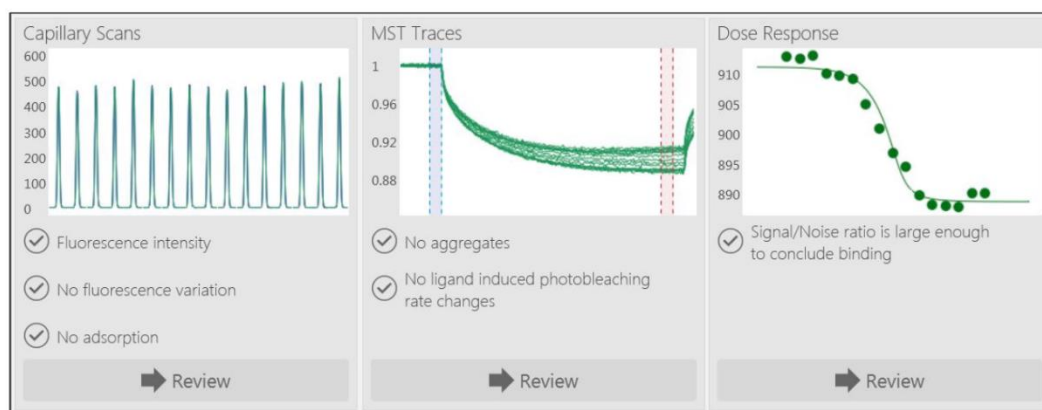 Capillary Scans
600
500
400
300
200
100
0
Fluorescence intensity
No fluorescence variation
No adsorption
Review
MST Traces
1
0.96
0.92
0.88
No aggregates
No ligand induced photobleaching
rate changes
Review
Dose Response
910
905
900
895
890
Signal/Noise ratio is large enough
to conclude binding
Review